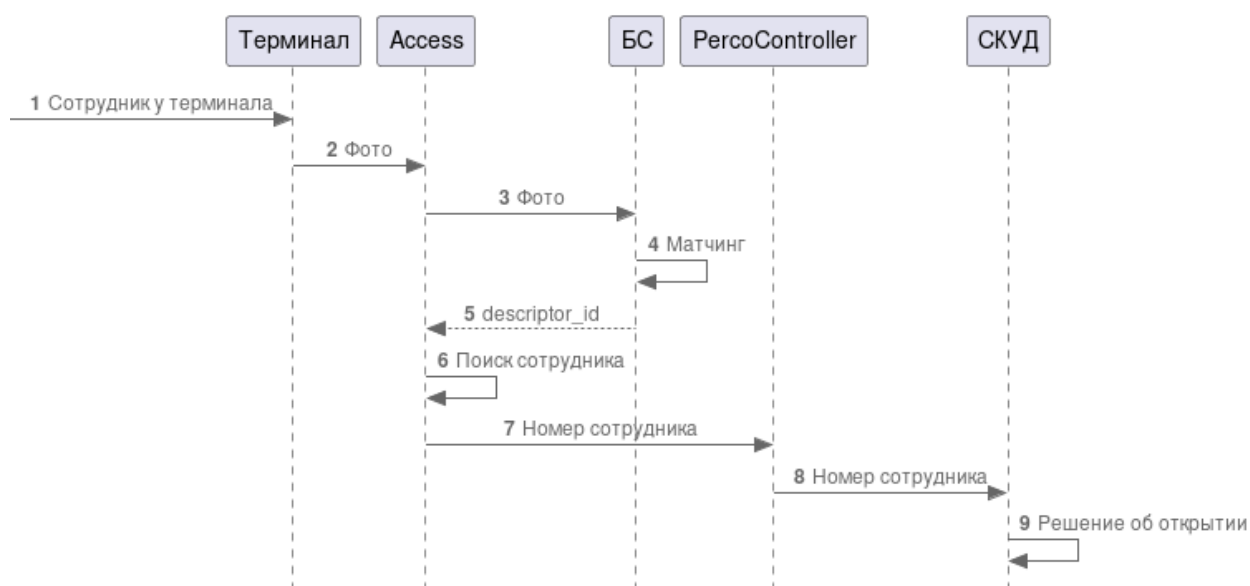 Терминал Access БС PercoController СКУД
1 Сотрудник у терминала
2 Фото
3 Фото
4 Матчинг
5 descriptor_id
6 Поиск сотрудника
7 Номер сотрудника
8 Номер сотрудника
9 Решение об открытии